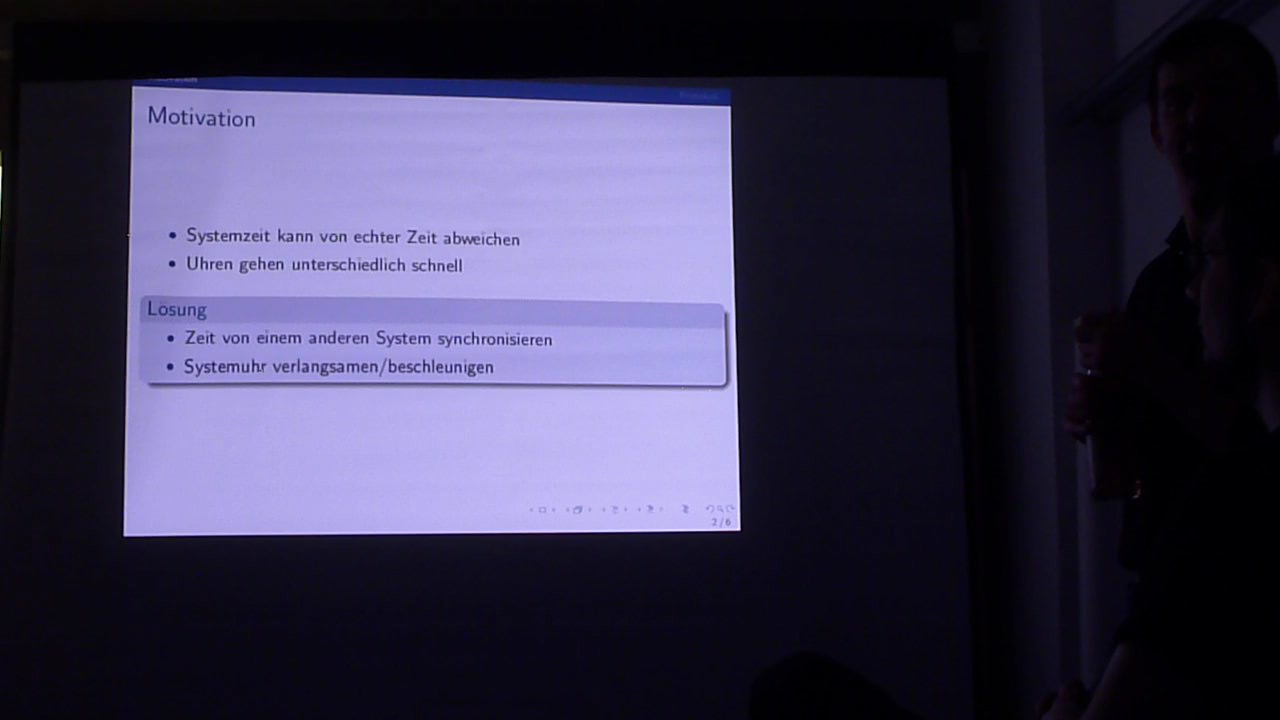 Motivation
Systemzeit kann von echter Zeit abweichen
Uhren gehen unterschiedlich schnell
Lösung
Zeit von einem anderen System synchronisieren
Systemuhr verlangsamen/beschleunigen
2/6